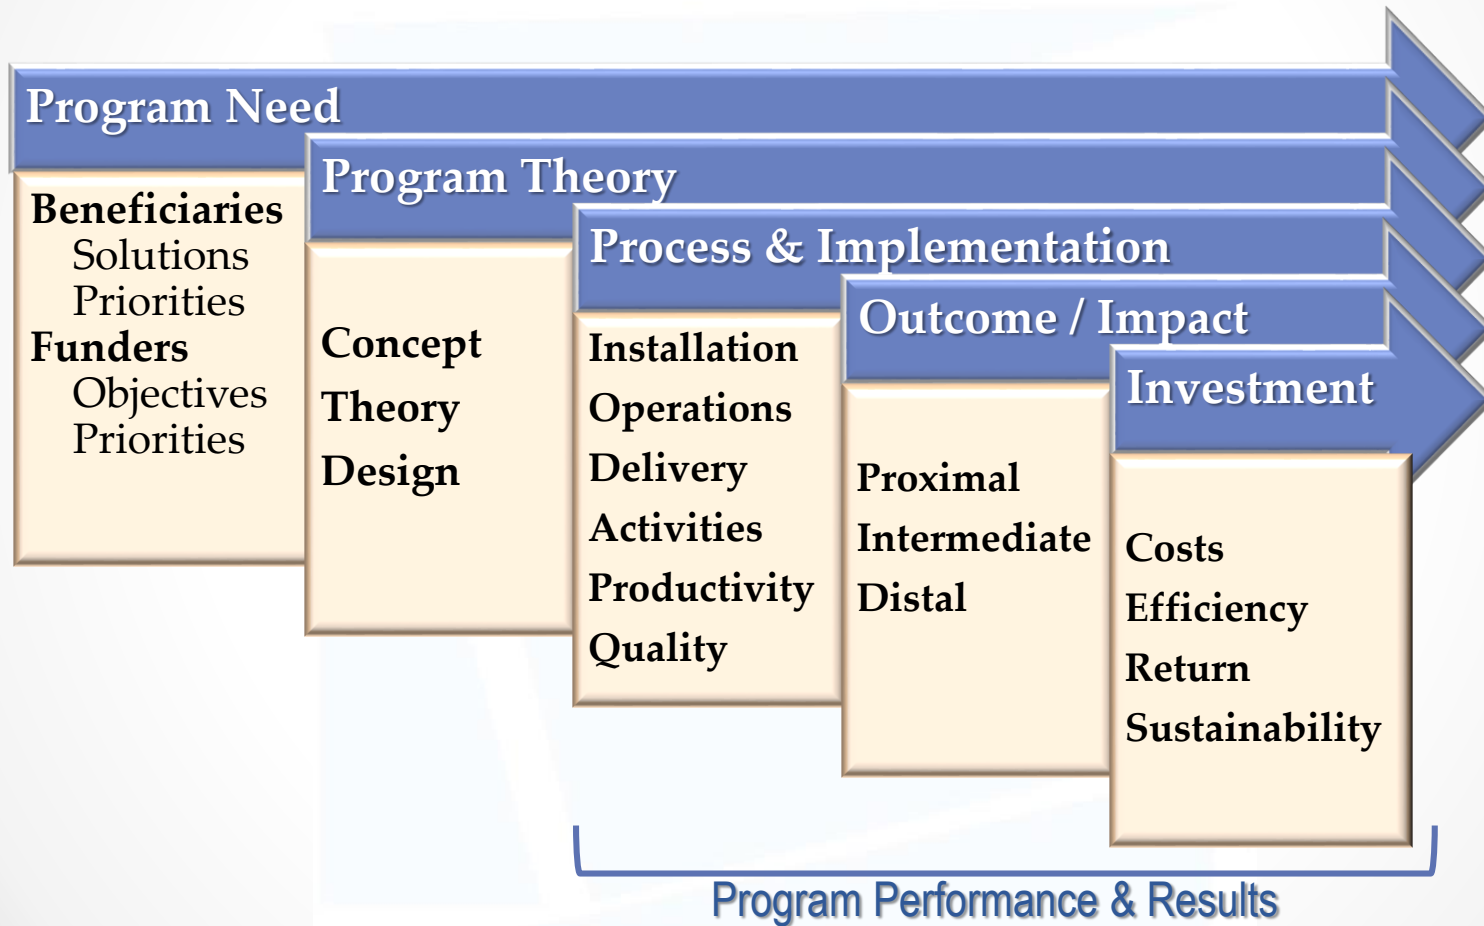 Program Need
Beneficiaries
Solutions
Priorities
Funders
Objectives
Priorities
Program Theory
Concept
Theory
Design
Process & Implementation
Installation
Operations
Delivery
Activities
Productivity
Quality
Outcome / Impact
Proximal
Intermediate
Distal
Investment
Costs
Efficiency
Return
Sustainability
Program Performance & Results